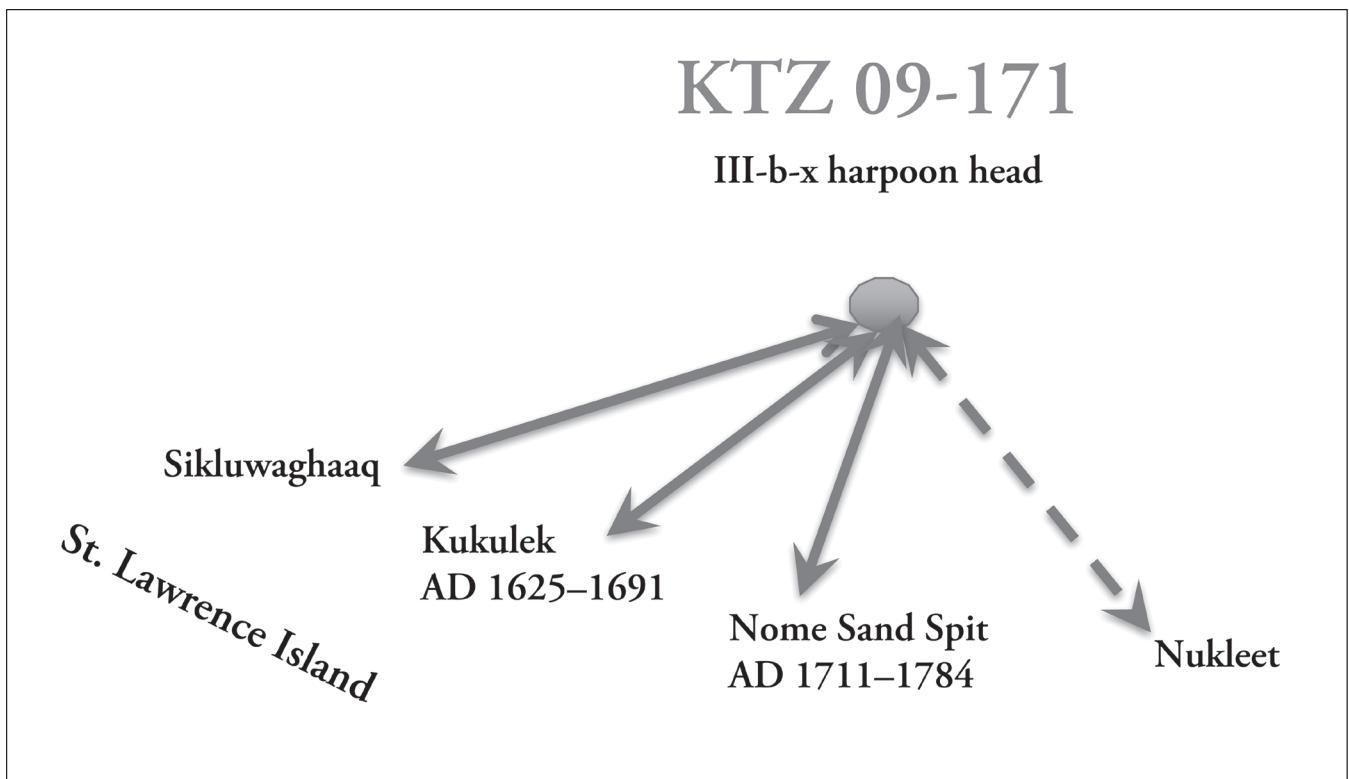 KTZ 09-171
III-b-x harpoon head
Sikluwaghaaq
St. Lawrence Island
Kukulek
AD 1625–1691
Nome Sand Spit
AD 1711–1784
Nukleet